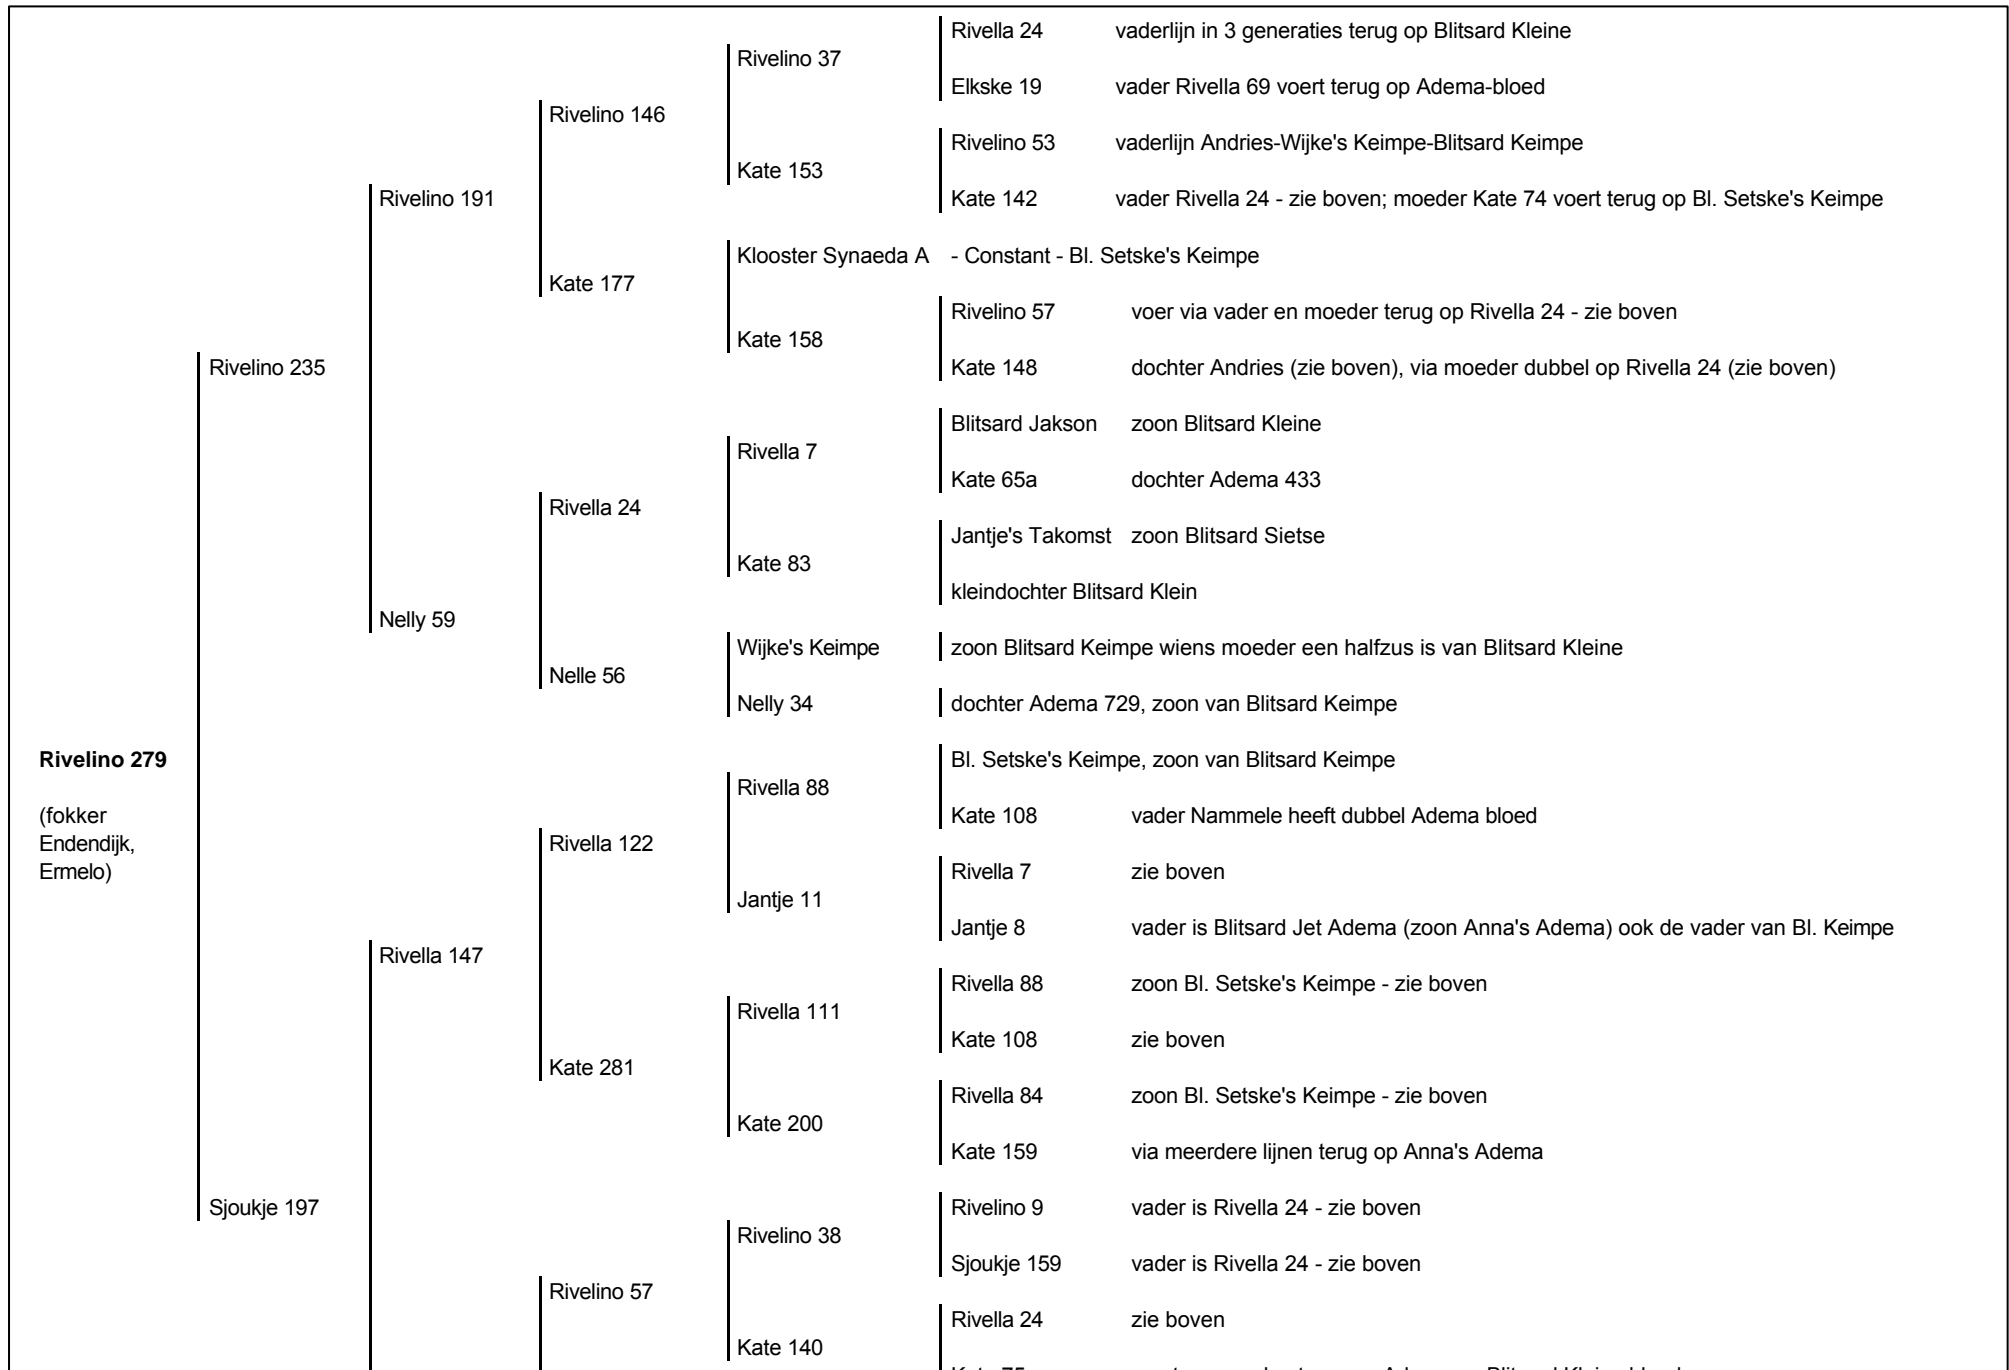 Rivella 24 vaderlijn in 3 generaties terug op Blitsard Kleine
Rivelino 37
Elkske 19 vader Rivella 69 voert terug op Adema-bloed
Rivelino 146
Rivelino 53 vaderlijn Andries-Wijke's Keimpe-Blitsard Keimpe
Kate 153
Rivelino 191
Kate 142 vader Rivella 24 - zie boven; moeder Kate 74 voert terug op Bl. Setske's Keimpe
Klooster Synaeda A - Constant - Bl. Setske's Keimpe
Kate 177
Rivelino 57 voer via vader en moeder terug op Rivella 24 - zie boven
Kate 158
Rivelino 235
Kate 148 dochter Andries (zie boven), via moeder dubbel op Rivella 24 (zie boven)
Blitsard Jakson zoon Blitsard Kleine
Rivella 7
Kate 65a dochter Adema 433
Rivella 24
Jantje's Takomst zoon Blitsard Sietse
Kate 83
kleindochter Blitsard Klein
Nelly 59
Wijke's Keimpe zoon Blitsard Keimpe wiens moeder een halfzus is van Blitsard Kleine
Nelle 56
Nelly 34 dochter Adema 729, zoon van Blitsard Keimpe
Rivelino 279 Bl. Setske's Keimpe, zoon van Blitsard Keimpe
Rivella 88
(fokker Kate 108 vader Nammele heeft dubbel Adema bloed
Endendijk, Rivella 122
Ermelo) Rivella 7 zie boven
Jantje 11
Jantje 8 vader is Blitsard Jet Adema (zoon Anna's Adema) ook de vader van Bl. Keimpe
Rivella 147
Rivella 88 zoon Bl. Setske's Keimpe - zie boven
Rivella 111
Kate 108 zie boven
Kate 281
Rivella 84 zoon Bl. Setske's Keimpe - zie boven
Kate 200
Kate 159 via meerdere lijnen terug op Anna's Adema
Sjoukje 197 Rivelino 9 vader is Rivella 24 - zie boven
Rivelino 38
Sjoukje 159 vader is Rivella 24 - zie boven
Rivelino 57
Rivella 24 zie boven
Kate 140